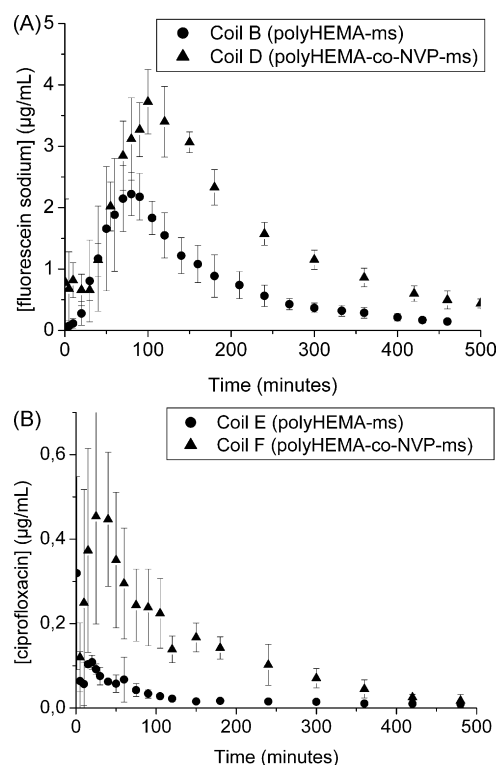 (A)
Coil B (polyHEMA-ms)
Coil D (polyHEMA-co-NVP-ms)
[fluorescein sodium] (µg/mL)
5
4
3
2
1
0
0 100 200 300 400 500
Time (minutes)
(B)
Coil E (polyHEMA-ms)
Coil F (polyHEMA-co-NVP-ms)
[ciprofloxacin] (µg/mL)
0,6
0,4
0,2
0,0
0 100 200 300 400 500
Time (minutes)